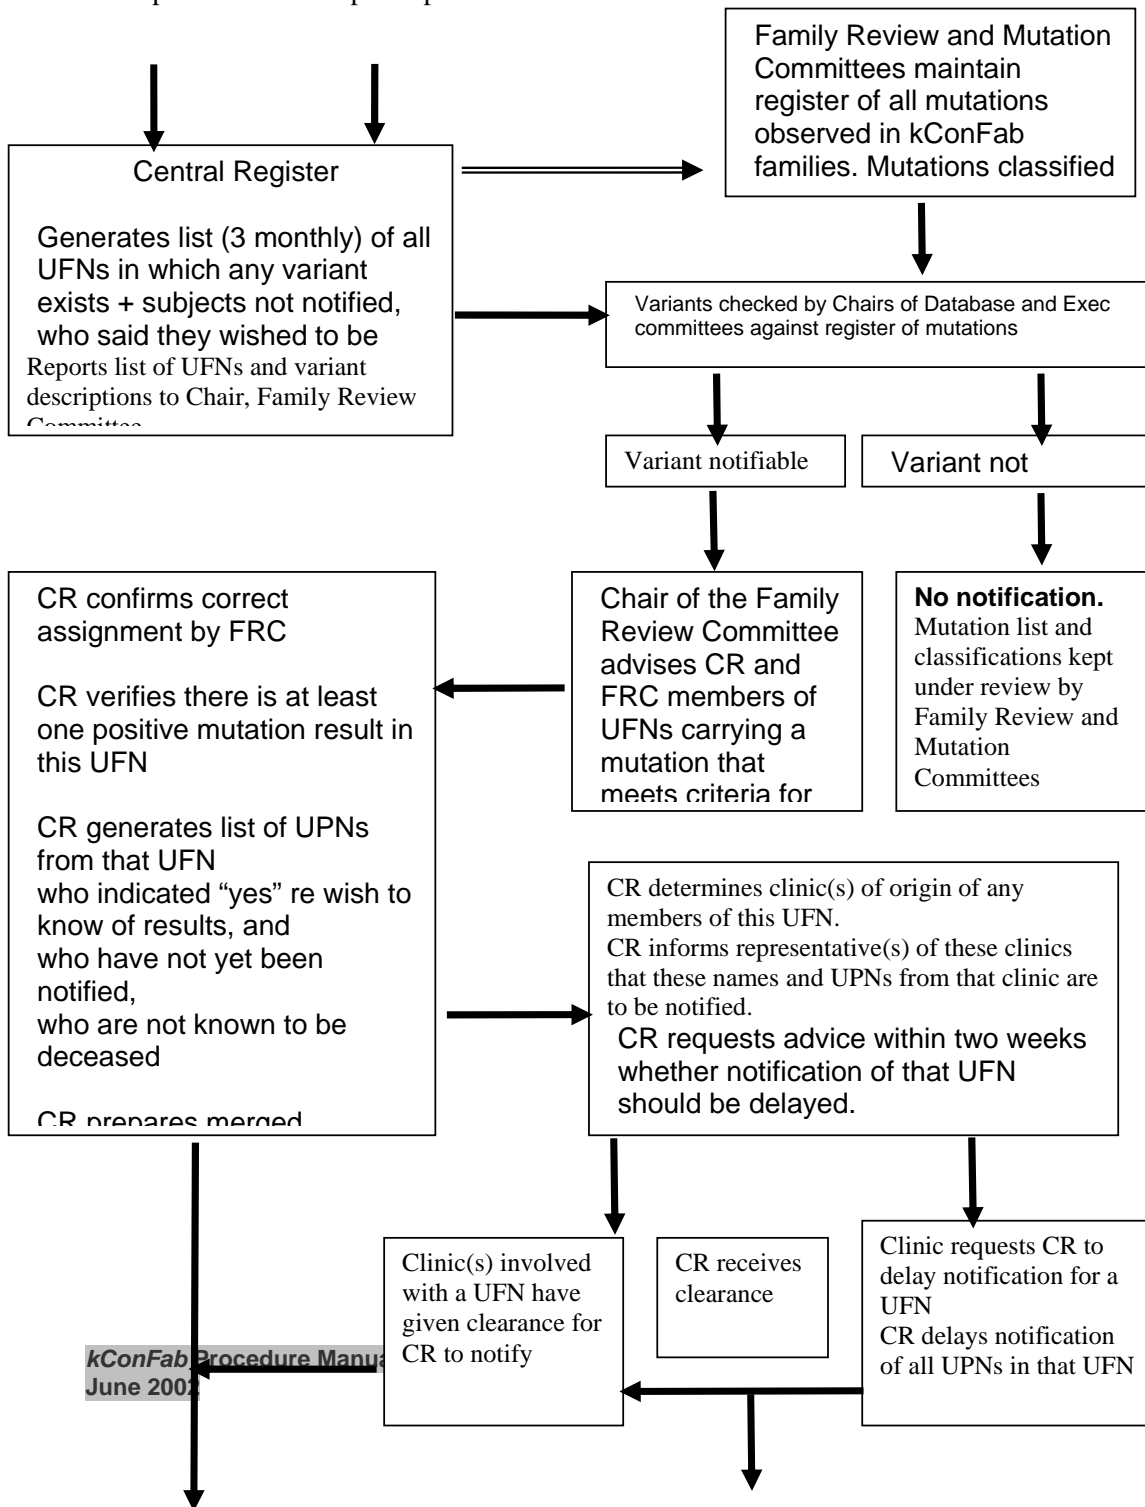 Family Review and Mutation
Committees maintain
register of all mutations
observed in kConFab
families. Mutations classified
Central Register
Generates list (3 monthly) of all
UFNs in which any variant
exists + subjects not notified,
who said they wished to be
Reports list of UFNs and variant
descriptions to Chair, Family Review
Committee
Variants checked by Chairs of Database and Exec
committees against register of mutations
Variant notifiable
Variant not
CR confirms correct
assignment by FRC
CR verifies there is at least
one positive mutation result in
this UFN
CR generates list of UPNs
from that UFN
who indicated “yes” re wish to
know of results, and
who have not yet been
notified,
who are not known to be
deceased
CR prepares merged
Chair of the Family
Review Committee
advises CR and
FRC members of
UFNs carrying a
mutation that
meets criteria for
No notification.
Mutation list and
classifications kept
under review by
Family Review and
Mutation
Committees
CR determines clinic(s) of origin of any
members of this UFN.
CR informs representative(s) of these clinics
that these names and UPNs from that clinic are
to be notified.
CR requests advice within two weeks
whether notification of that UFN
should be delayed.
Clinic(s) involved
with a UFN have
given clearance for
CR to notify
CR receives
clearance
Clinic requests CR to
delay notification for a
UFN
CR delays notification
of all UPNs in that UFN
kConFab Procedure Manua
June 2002